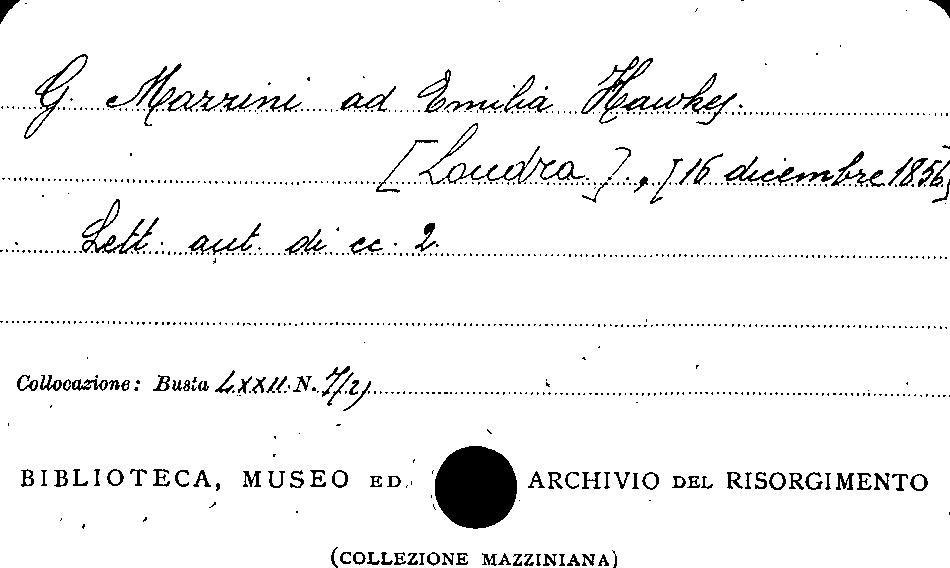 G. Mazzini ad Emilia Hawkes.
[Londra]., [16 dicembre 1856]
Lett. aut. di cc. 2.
Collocazione: Busta LXXII. N. 7/2)
BIBLIOTECA, MUSEO ED ARCHIVIO DEL RISORGIMENTO
(COLLEZIONE MAZZINIANA)